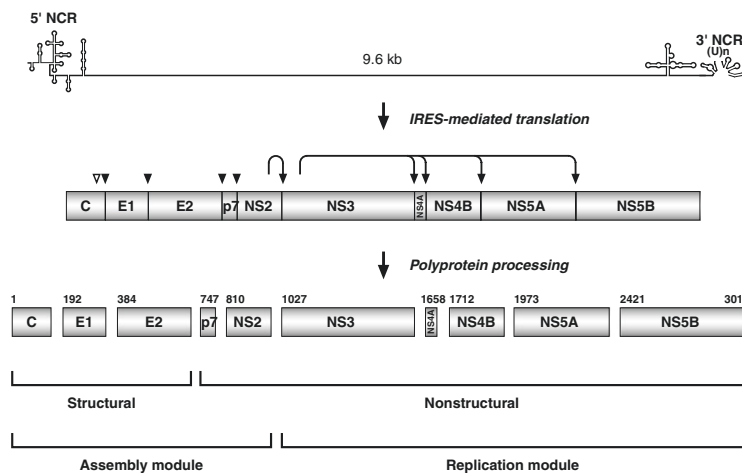 5' NCR
3' NCR
(U)n
9.6 kb
IRES-mediated translation
C E1 E2 p7 NS2 NS3 NS4A NS4B NS5A NS5B
Polyprotein processing
1 192 384 747 810 1027 1658 1712 1973 2421 301
C E1 E2 p7 NS2 NS3 NS4A NS4B NS5A NS5B
Structural Nonstructural
Assembly module Replication module